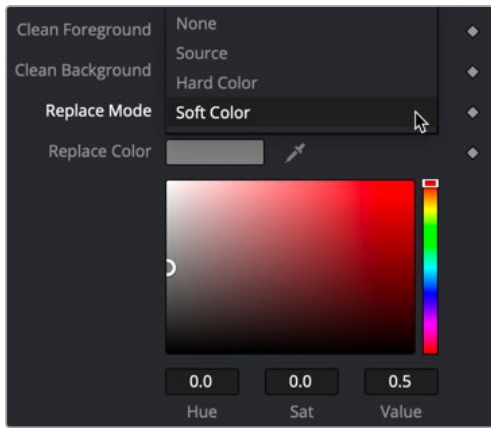 Clean Foreground
None
Source
Clean Background
Hard Color
Replace Mode
Soft Color
Replace Color
0.0
0.0
0.5
Hue
Sat
Value